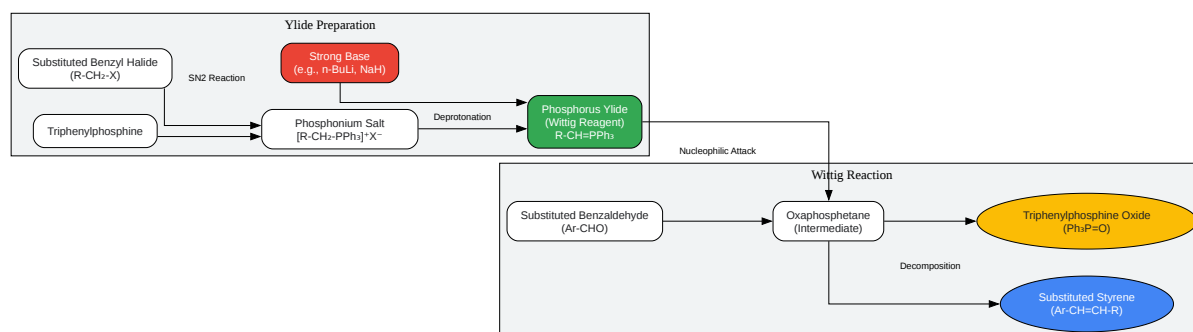 Ylide Preparation
Substituted Benzyl Halide
(R-CH₂-X)
SN2 Reaction
Strong Base
(e.g., n-BuLi, NaH)
Triphenylphosphine
Phosphonium Salt
[R-CH₂-PPh₃]⁺X⁻
Deprotonation
Phosphorus Ylide
(Wittig Reagent)
R-CH=PPh₃
Nucleophilic Attack
Wittig Reaction
Substituted Benzaldehyde
(Ar-CHO)
Oxaphosphetane
(Intermediate)
Triphenylphosphine Oxide
(Ph₃P=O)
Decomposition
Substituted Styrene
(Ar-CH=CH-R)